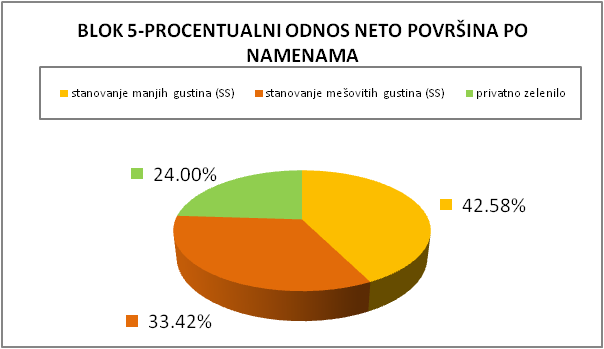 BLOK 5-PROCENTUALNI ODNOS NETO POVRŠINA PO
NAMENAMA
stanovanje manjih gustina (SS) stanovanje mešovitih gustina (SS) privatno zelenilo
24.00%
42.58%
33.42%